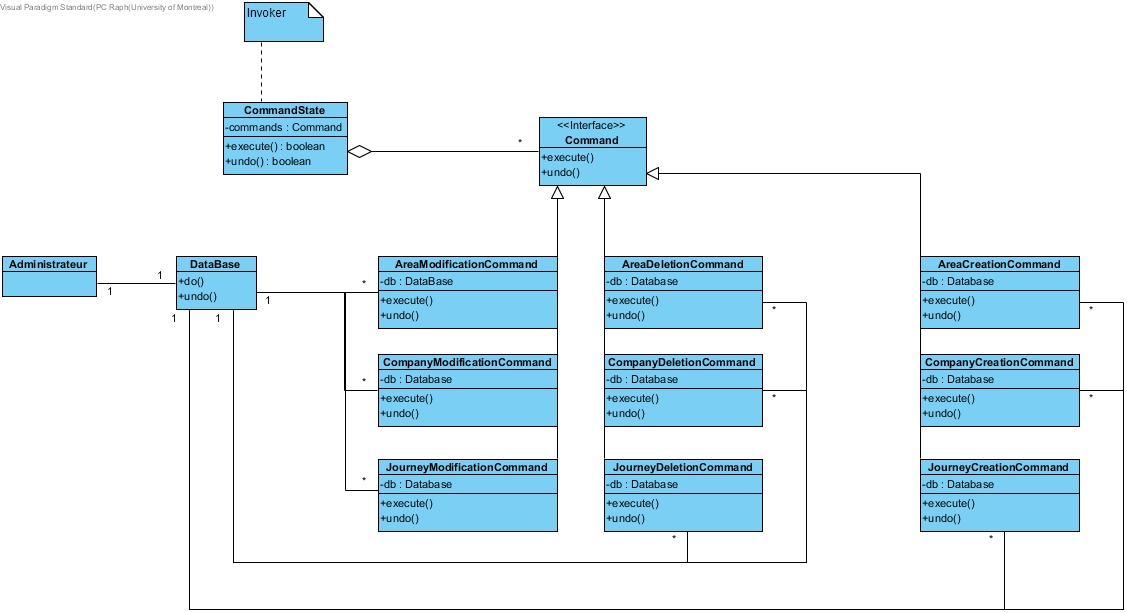 Visual Paradigm Standard(PC Raph(University of Montreal))
Invoker
CommandState
-commands : Command
+execute() : boolean
+undo() : boolean
*
<<Interface>>
Command
+execute()
+undo()
Administrateur
1
1
DataBase
+do()
+undo()
1
1
1
*
AreaModificationCommand
-db : DataBase
+execute()
+undo()
AreaDeletionCommand
-db : Database
+execute()
+undo()
*
AreaCreationCommand
-db : Database
+execute()
+undo()
*
*
CompanyModificationCommand
-db : Database
+execute()
+undo()
CompanyDeletionCommand
-db : Database
+execute()
+undo()
*
CompanyCreationCommand
-db : Database
+execute()
+undo()
*
*
JourneyModificationCommand
-db : Database
+execute()
+undo()
JourneyDeletionCommand
-db : Database
+execute()
+undo()
*
JourneyCreationCommand
-db : Database
+execute()
+undo()
*